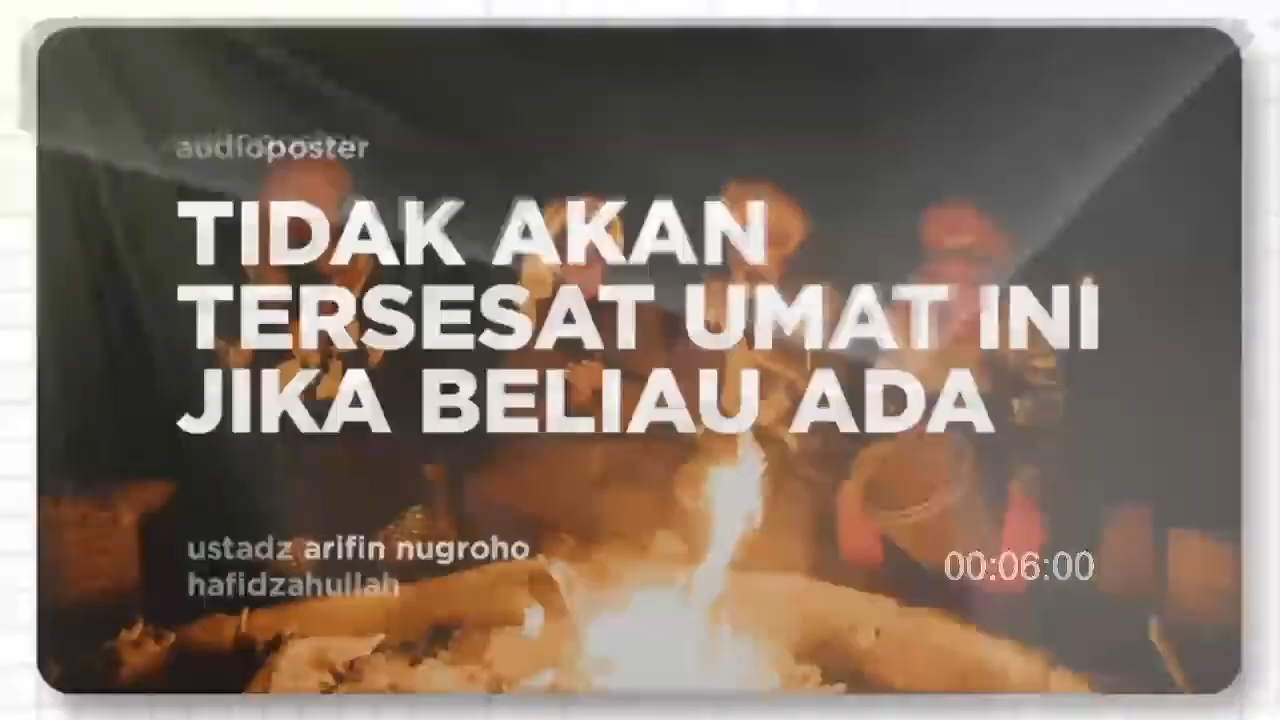 audioposter
TIDAK AKAN
TERSESAT UMAT INI
JIKA BELIAU ADA
ustadz arifin nugroho
hafidzahullah
00:06:00